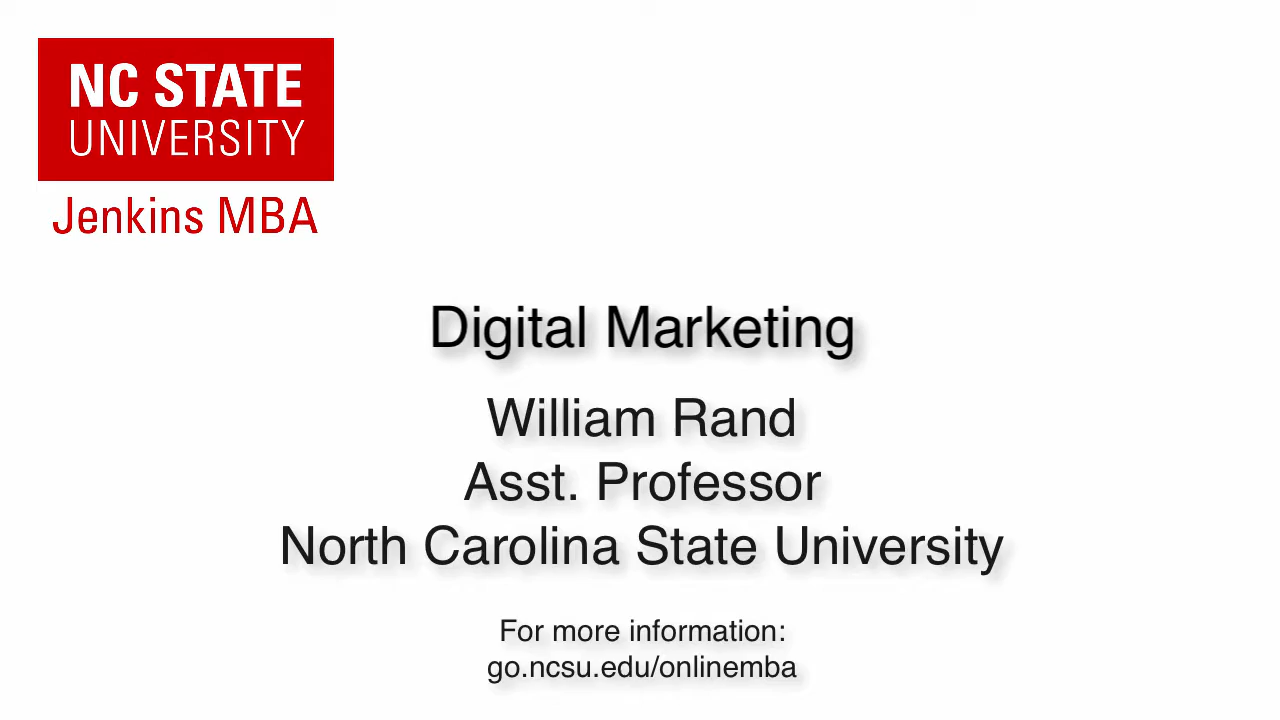 NC STATE
UNIVERSITY
Jenkins MBA
Digital Marketing
William Rand
Asst. Professor
North Carolina State University
For more information:
go.ncsu.edu/onlinemba